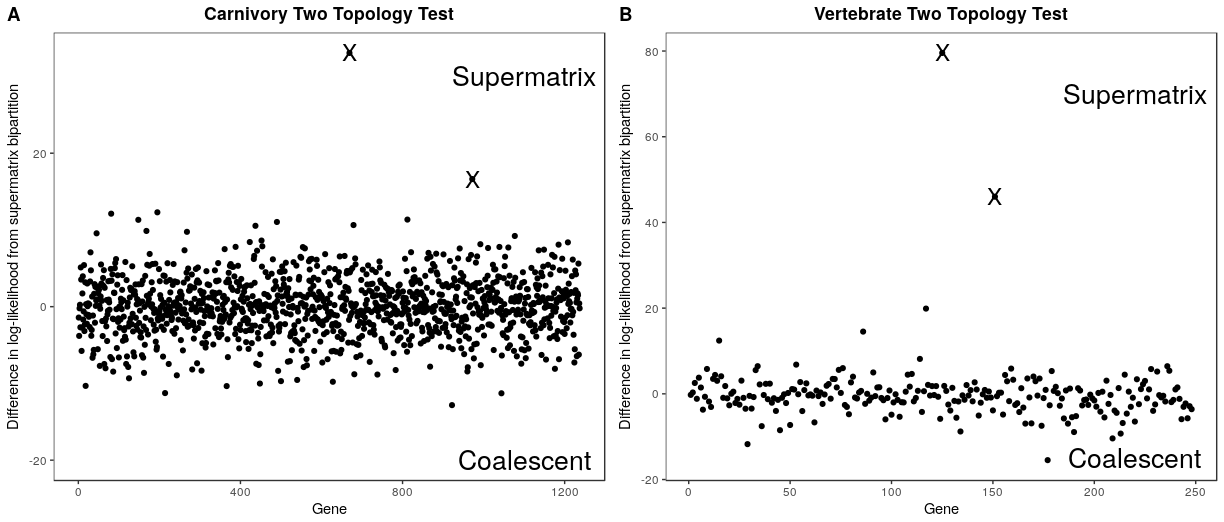 A
Carnivory Two Topology Test
Difference in log-likelihood from supermatrix bipartition
20
0
-20
X
X
Supermatrix
Coalescent
0
400
800
1200
Gene
B
Vertebrate Two Topology Test
Difference in log-likelihood from supermatrix bipartition
80
60
40
20
0
-20
X
X
Supermatrix
Coalescent
0
50
100
150
200
250
Gene